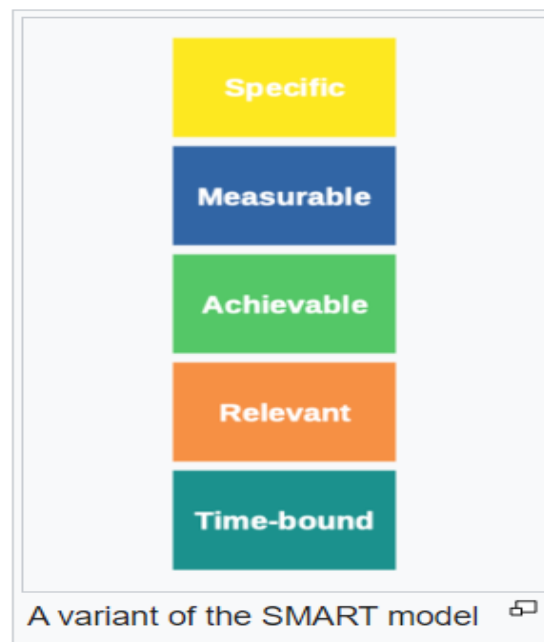 Specific
Measurable
Achievable
Relevant
Time-bound
A variant of the SMART model